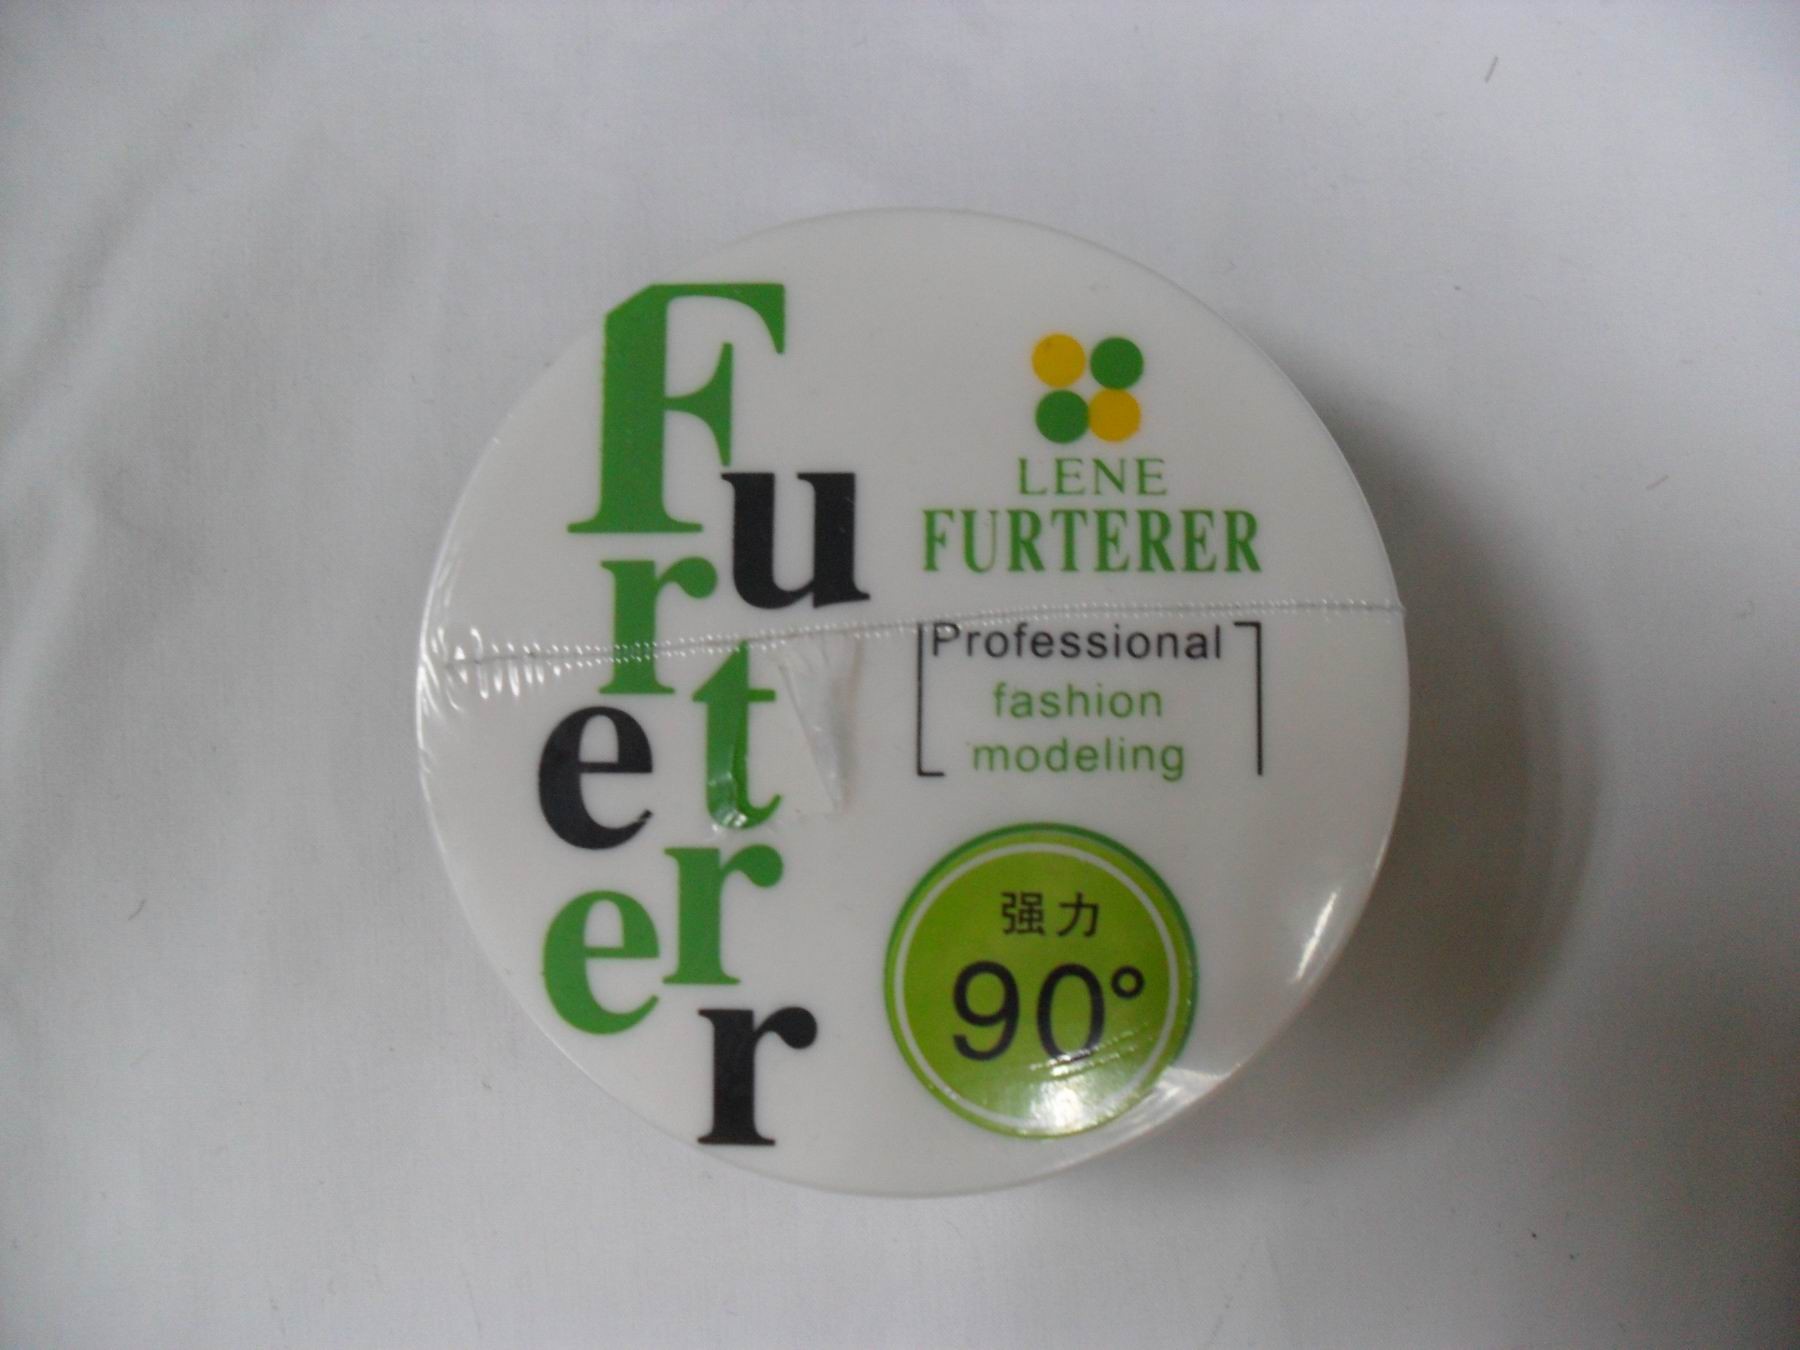 Furterer
LENE
FURTERER
Professional
fashion
modeling
强力
90°